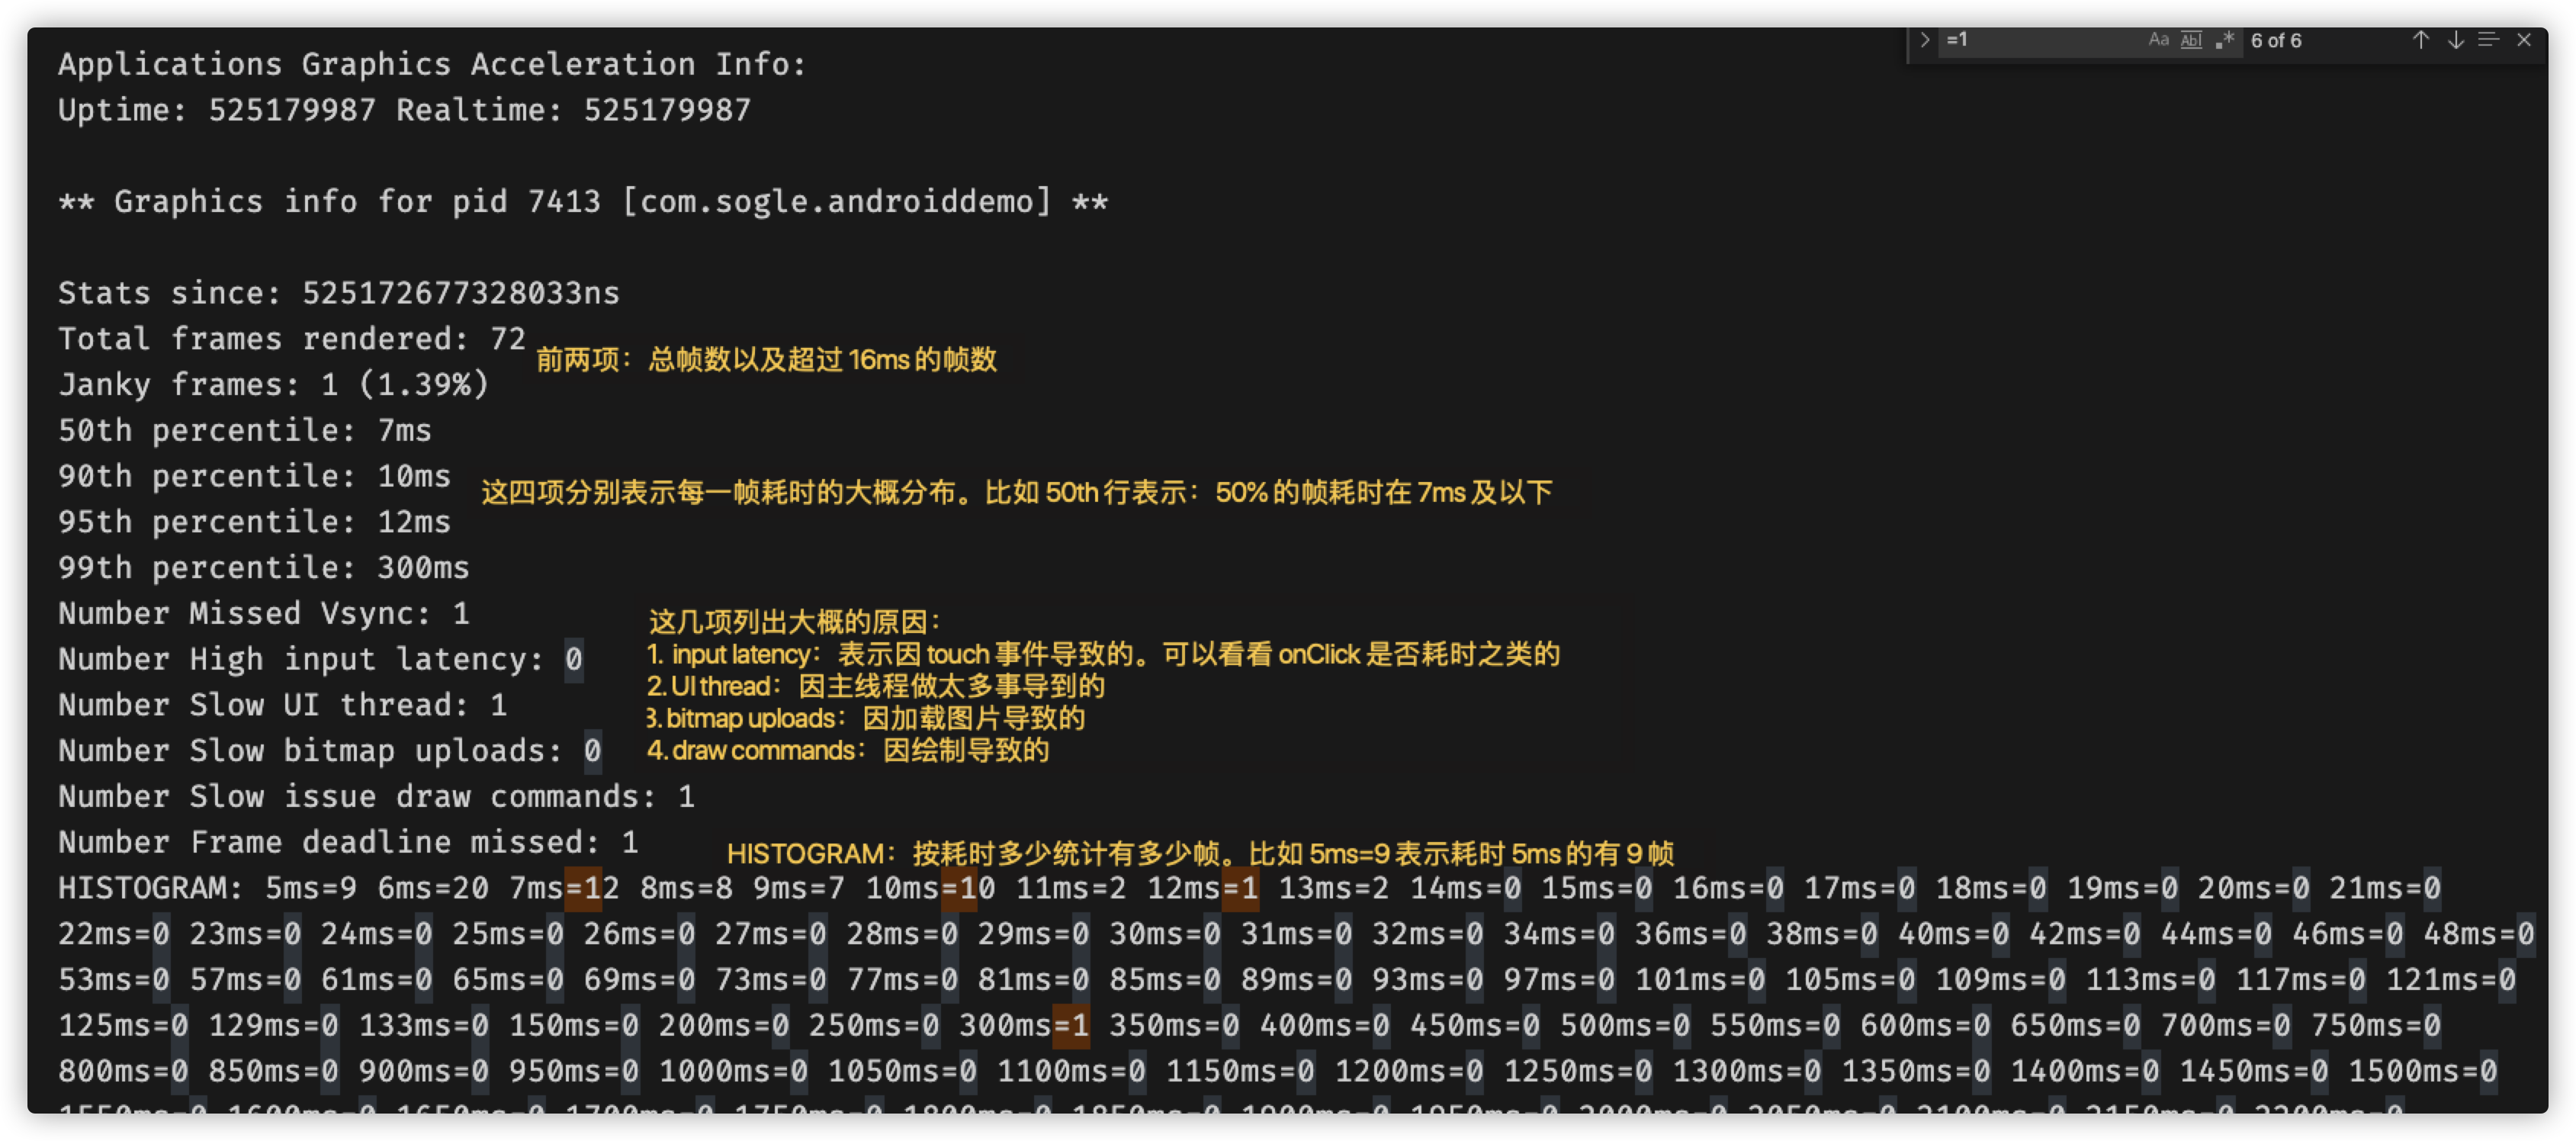 =1 Aa Abl .* 6 of 6
Applications Graphics Acceleration Info:
Uptime: 525179987 Realtime: 525179987
** Graphics info for pid 7413 [com.sogle.androiddemo] **
Stats since: 525172677328033ns
Total frames rendered: 72
前两项：总帧数以及超过 16ms 的帧数
Janky frames: 1 (1.39%)
50th percentile: 7ms
90th percentile: 10ms
这四项分别表示每一帧耗时的大概分布。比如 50th 行表示：50% 的帧耗时在 7ms 及以下
95th percentile: 12ms
99th percentile: 300ms
Number Missed Vsync: 1
Number High input latency: 0
Number Slow UI thread: 1
Number Slow bitmap uploads: 0
Number Slow issue draw commands: 1
Number Frame deadline missed: 1
这几项列出大概的原因：
1. input latency：表示因 touch 事件导致的。可以看看 onClick 是否耗时之类的
2. UI thread：因主线程做太多事导到的
3. bitmap uploads：因加载图片导致的
4. draw commands：因绘制导致的
HISTOGRAM：按耗时多少统计有多少帧。比如 5ms=9 表示耗时 5ms 的有 9 帧
HISTOGRAM: 5ms=9 6ms=20 7ms=12 8ms=8 9ms=7 10ms=10 11ms=2 12ms=1 13ms=2 14ms=0 15ms=0 16ms=0 17ms=0 18ms=0 19ms=0 20ms=0 21ms=0
22ms=0 23ms=0 24ms=0 25ms=0 26ms=0 27ms=0 28ms=0 29ms=0 30ms=0 31ms=0 32ms=0 34ms=0 36ms=0 38ms=0 40ms=0 42ms=0 44ms=0 46ms=0 48ms=0
53ms=0 57ms=0 61ms=0 65ms=0 69ms=0 73ms=0 77ms=0 81ms=0 85ms=0 89ms=0 93ms=0 97ms=0 101ms=0 105ms=0 109ms=0 113ms=0 117ms=0 121ms=0
125ms=0 129ms=0 133ms=0 150ms=0 200ms=0 250ms=0 300ms=1 350ms=0 400ms=0 450ms=0 500ms=0 550ms=0 600ms=0 650ms=0 700ms=0 750ms=0
800ms=0 850ms=0 900ms=0 950ms=0 1000ms=0 1050ms=0 1100ms=0 1150ms=0 1200ms=0 1250ms=0 1300ms=0 1350ms=0 1400ms=0 1450ms=0 1500ms=0